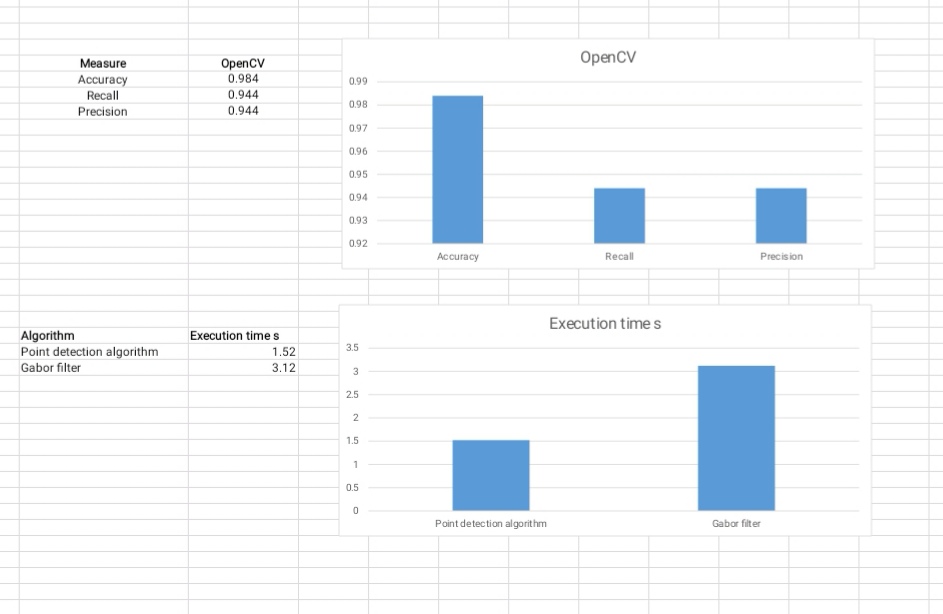 Measure OpenCV
Accuracy 0.984
Recall 0.944
Precision 0.944
OpenCV
0.99
0.98
0.97
0.96
0.95
0.94
0.93
0.92
Accuracy Recall Precision
Algorithm Execution time s
Point detection algorithm 1.52
Gabor filter 3.12
Execution time s
3.5
3
2.5
2
1.5
1
0.5
0
Point detection algorithm Gabor filter